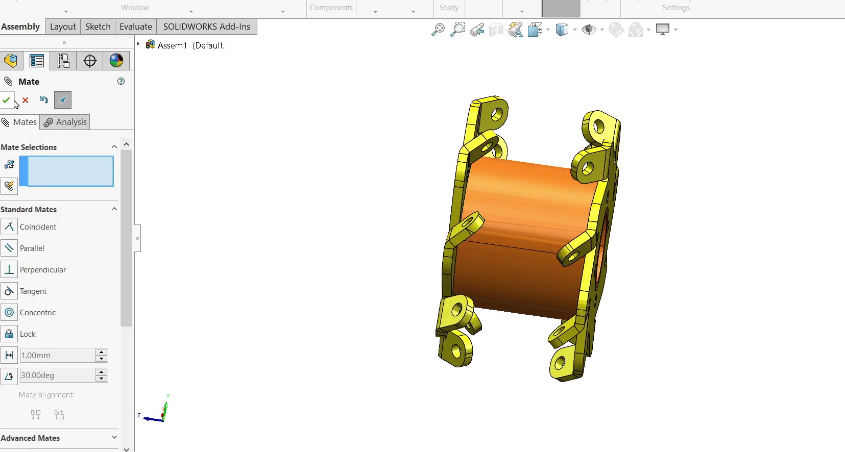 Window
Components
Study
Settings
Assembly Layout Sketch Evaluate SOLIDWORKS Add-Ins
Assem1 (Default.
Mate
Mates Analysis
Mate Selections
Standard Mates
Coincident
Parallel
Perpendicular
Tangent
Concentric
Lock
1.00mm
30.00deg
Mate alignment:
Advanced Mates
z